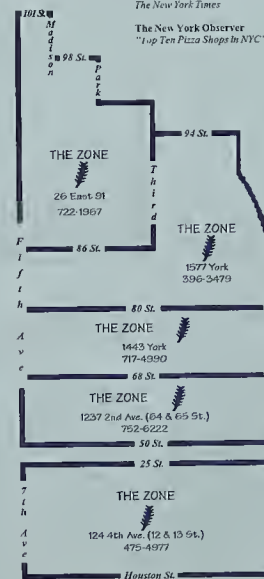 The New York Times
The New York Observer
"Top Ten Pizza Shops In NYC"
101 St.
Madison
98 St.
Park
94 St.
Third
THE ZONE
26 East 91
722-1967
Fifth Ave
86 St.
THE ZONE
1577 York
396-3479
80 St.
THE ZONE
1443 York
717-4990
68 St.
THE ZONE
1237 2nd Ave. (64 & 65 St.)
752-6222
50 St.
25 St.
7th Ave
THE ZONE
124 4th Ave. (12 & 13 St.)
475-4977
Houston St.